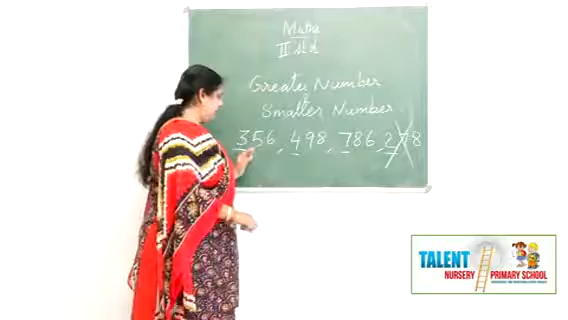 Maths
II std
Greater Number
&
Smaller Number
356, 498, 786, 278
TALENT
NURSERY PRIMARY SCHOOL